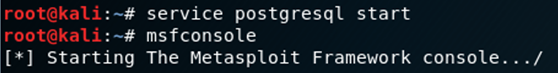 root@kali:~# service postgresql start
root@kali:~# msfconsole
[*] Starting The Metasploit Framework console.../